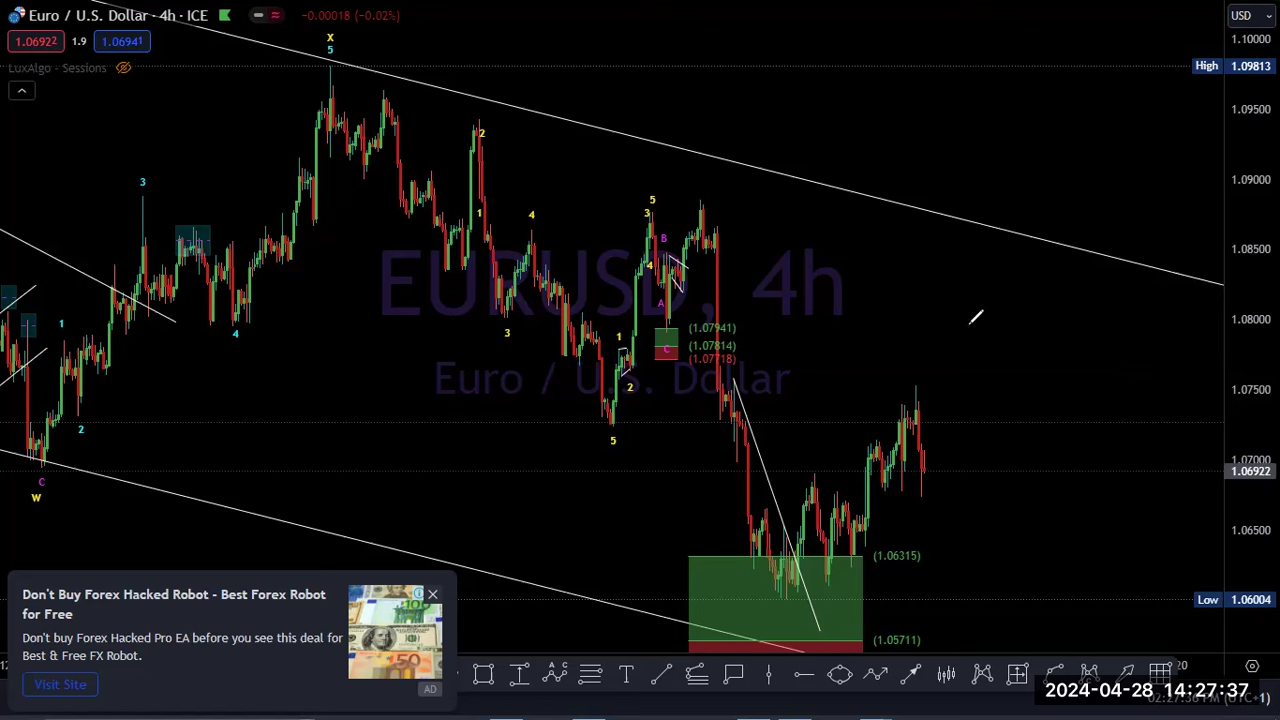 Euro / U.S. Dollar · 4h · ICE
-0.00018 (-0.02%)
USD
1.06922 1.9 1.06941
LuxAlgo - Sessions
X
5
1.10000
High 1.09813
1.09500
2
3
1.09000
5
3
1
4
B
1.08500
4
EURUSD, 4h
A
1
4
3
1
(1.07941)
1.08000
C
(1.07814)
(1.07718)
Euro / U.S. Dollar
2
1.07500
2
5
1.07000
1.06922
C
W
1.06500
(1.06315)
Low 1.06004
(1.05711)
Don't Buy Forex Hacked Robot - Best Forex Robot
for Free
Don't buy Forex Hacked Pro EA before you see this deal for
Best & Free FX Robot.
Visit Site
AD
20
2024-04-28 14:27:37